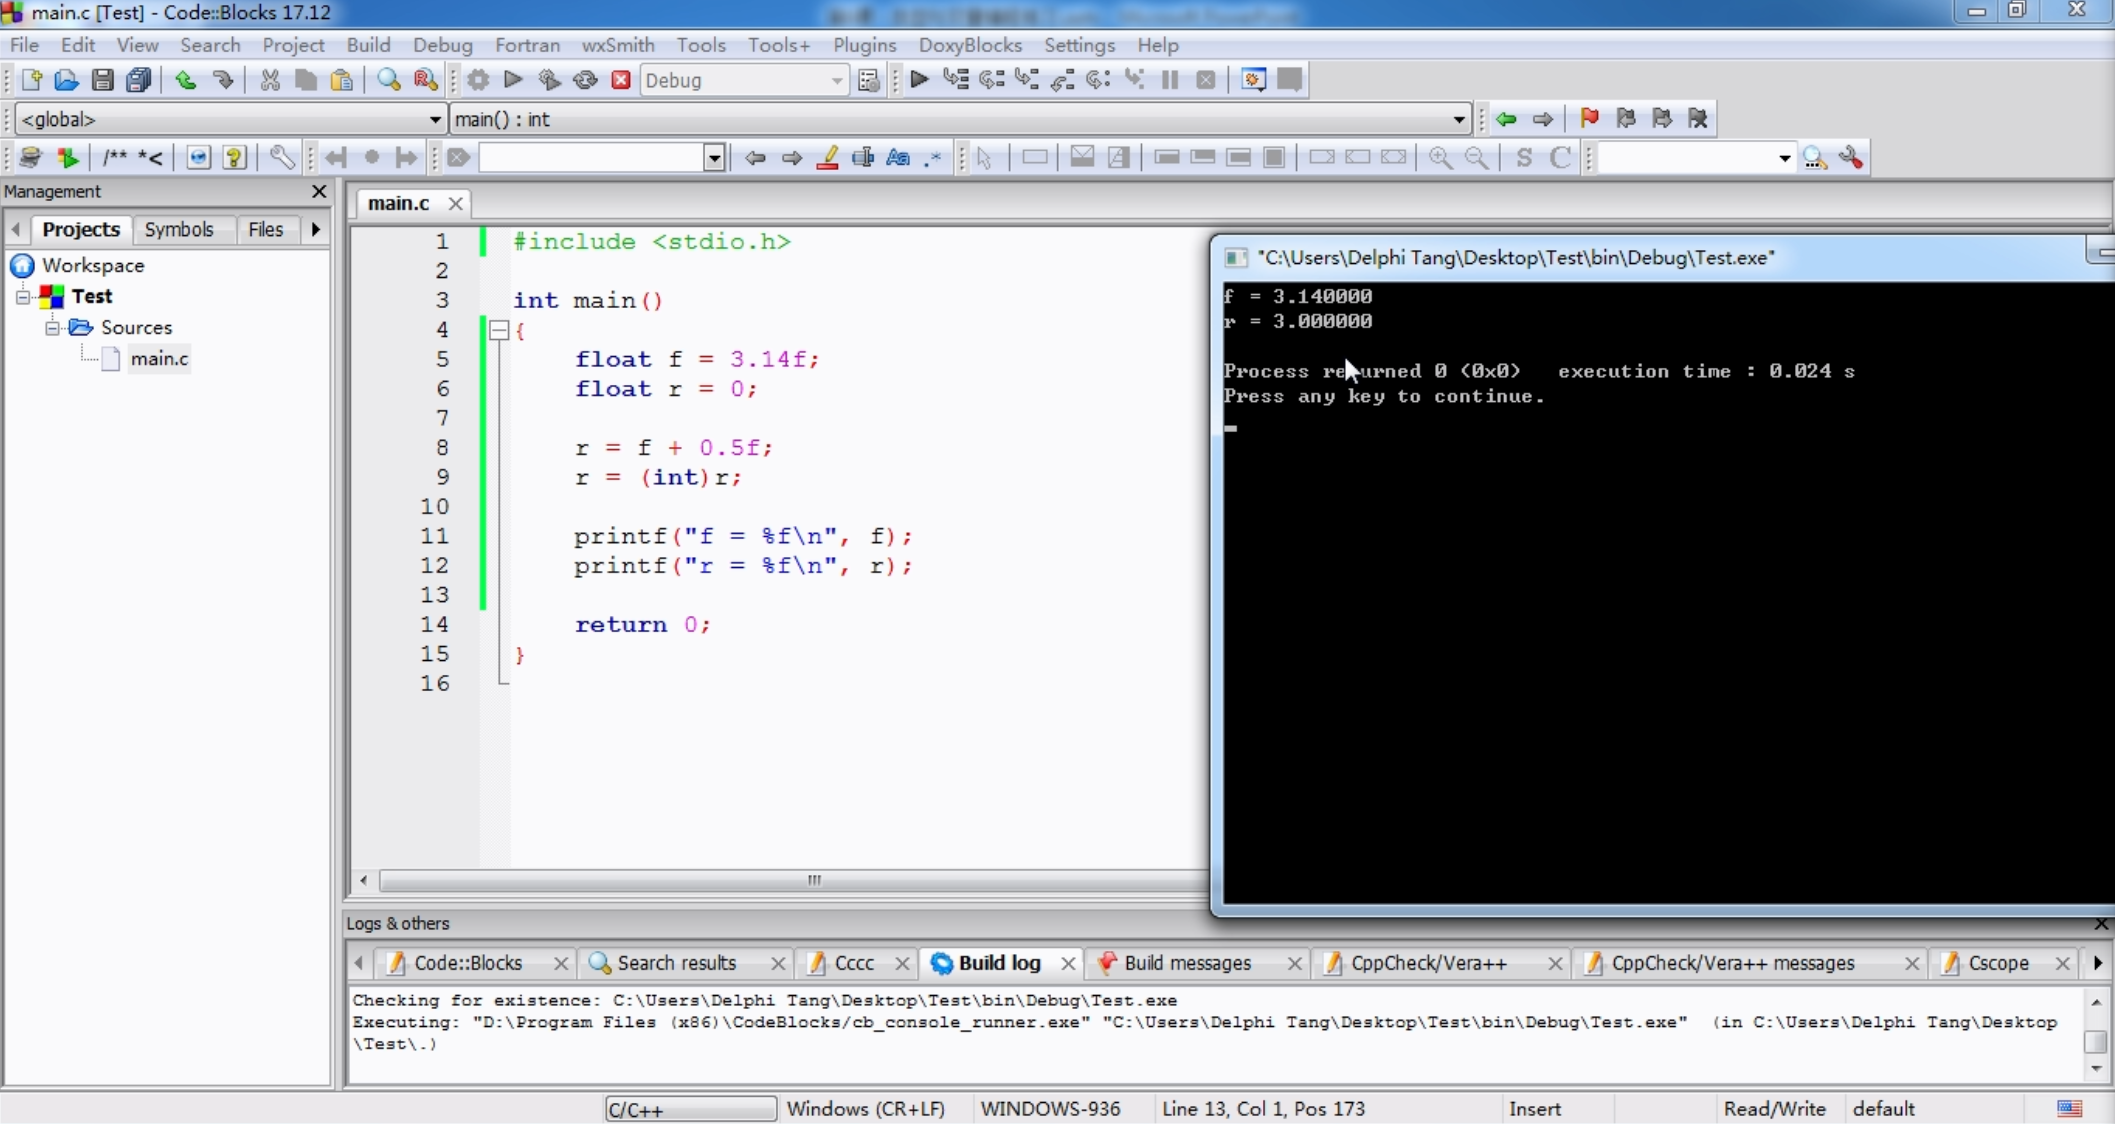 main.c [Test] - Code::Blocks 17.12
File Edit View Search Project Build Debug Fortran wxSmith Tools Tools+ Plugins DoxyBlocks Settings Help
Debug
<global> main() : int
/** *< S C
Management
Projects Symbols Files
Workspace
Test
Sources
main.c
main.c
1 #include <stdio.h>
2
3 int main()
4 {
5 float f = 3.14f;
6 float r = 0;
7
8 r = f + 0.5f;
9 r = (int)r;
10
11 printf("f = %f\n", f);
12 printf("r = %f\n", r);
13
14 return 0;
15 }
16
"C:\Users\Delphi Tang\Desktop\Test\bin\Debug\Test.exe"
f = 3.140000
r = 3.000000
Process returned 0 (0x0) execution time : 0.024 s
Press any key to continue.
Logs & others
Code::Blocks Search results Cccc Build log Build messages CppCheck/Vera++ CppCheck/Vera++ messages Cscope
Checking for existence: C:\Users\Delphi Tang\Desktop\Test\bin\Debug\Test.exe
Executing: "D:\Program Files (x86)\CodeBlocks/cb_console_runner.exe" "C:\Users\Delphi Tang\Desktop\Test\bin\Debug\Test.exe" (in C:\Users\Delphi Tang\Desktop
\Test\.)
C/C++ Windows (CR+LF) WINDOWS-936 Line 13, Col 1, Pos 173 Insert Read/Write default